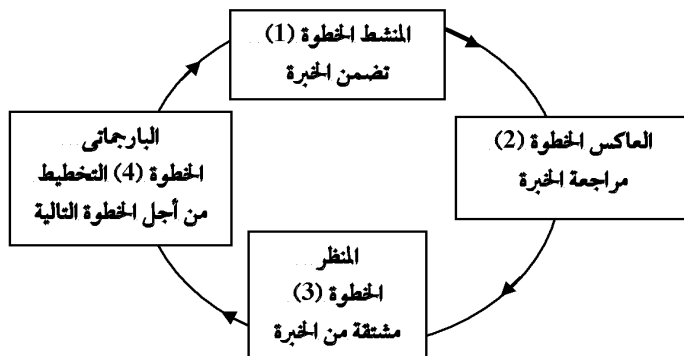 المنشط الخطوة (1)
تضمن الخبرة
العاكس الخطوة (2)
مراجعة الخبرة
المنظر
الخطوة (3)
مشتقة من الخبرة
البارجماتى
الخطوة (4) التخطيط
من أجل الخطوة التالية